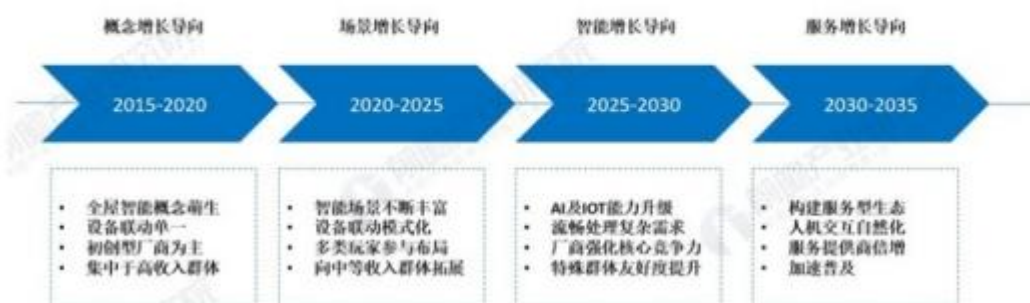 概念增长导向
场景增长导向
智能增长导向
服务增长导向
2015-2020
2020-2025
2025-2030
2030-2035
• 全屋智能概念萌生
• 设备联动单一
• 初创型厂商为主
• 集中于高收入群体
• 智能场景不断丰富
• 设备联动模式化
• 多类玩家参与布局
• 向中等收入群体拓展
• AI及IOT能力升级
• 流畅处理复杂需求
• 厂商强化核心竞争力
• 特殊群体友好度提升
• 构建服务型生态
• 人机交互自然化
• 服务提供商倍增
• 加速普及